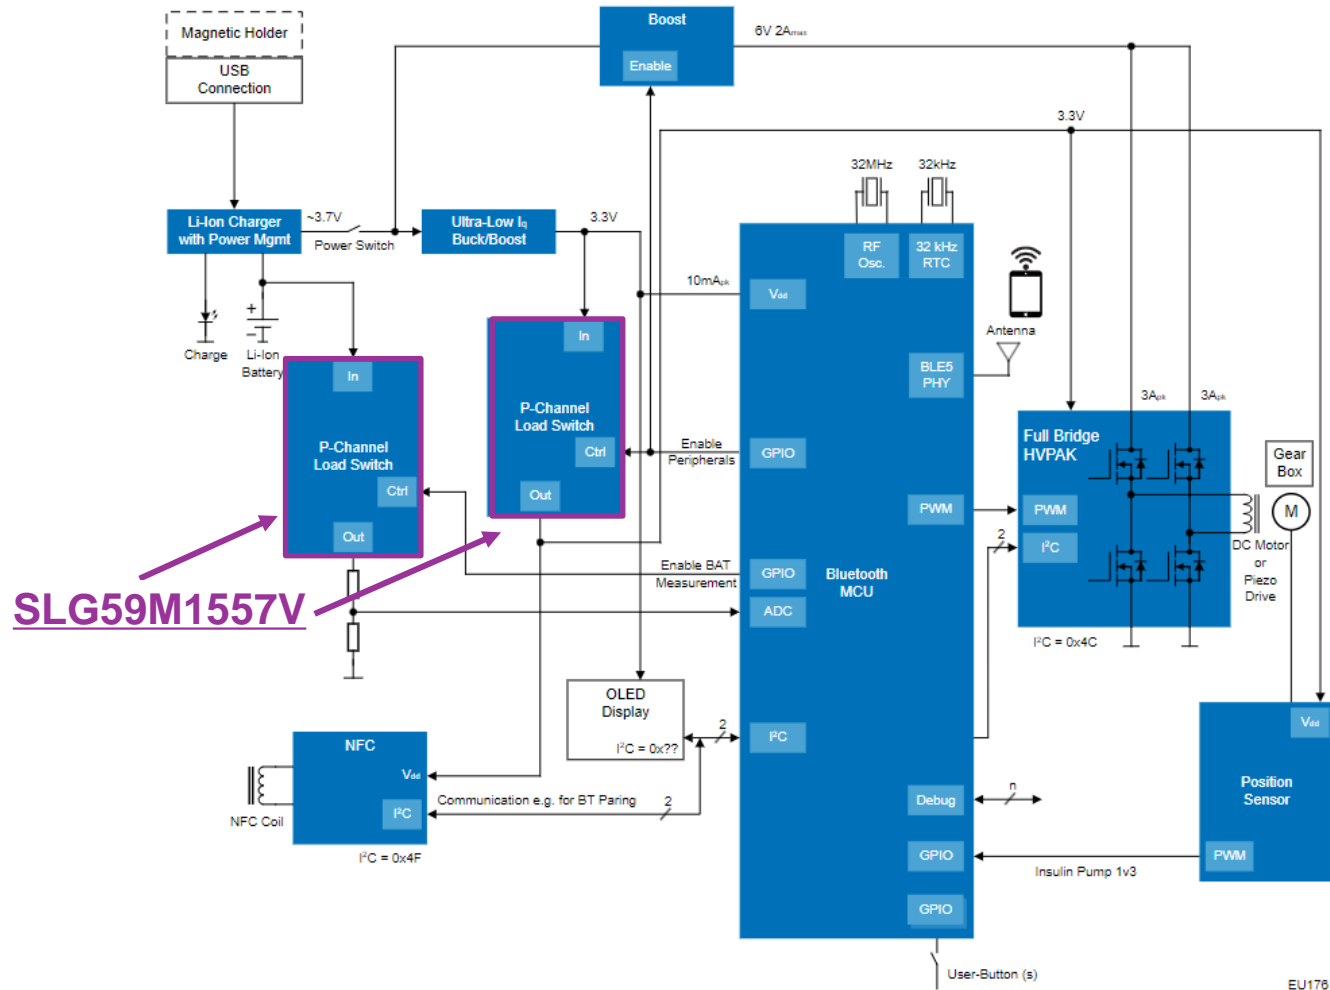 Magnetic Holder
USB
Connection
Boost
Enable
6V 2Amax
3.3V
32MHz
32kHz
Li-Ion Charger
with Power Mgmt
~3.7V
Power Switch
Ultra-Low Iq
Buck/Boost
3.3V
RF
Osc.
32 kHz
RTC
10mApk
Vdd
Antenna
Charge
Li-Ion
Battery
In
P-Channel
Load Switch
Ctrl
Out
In
P-Channel
Load Switch
Ctrl
Out
BLE5
PHY
Enable
Peripherals
GPIO
PWM
3Apk
3Apk
Full Bridge
HVPAK
PWM
I²C
2
Gear
Box
M
DC Motor
or
Piezo
Drive
I²C = 0x4C
SLG59M1557V
Enable BAT
Measurement
GPIO
ADC
Bluetooth
MCU
OLED
Display
I²C = 0x??
2
I²C
NFC
Vdd
I²C
NFC Coil
I²C = 0x4F
Communication e.g. for BT Paring
2
Debug
n
GPIO
Insulin Pump 1v3
GPIO
User-Button (s)
Vdd
Position
Sensor
PWM
EU176